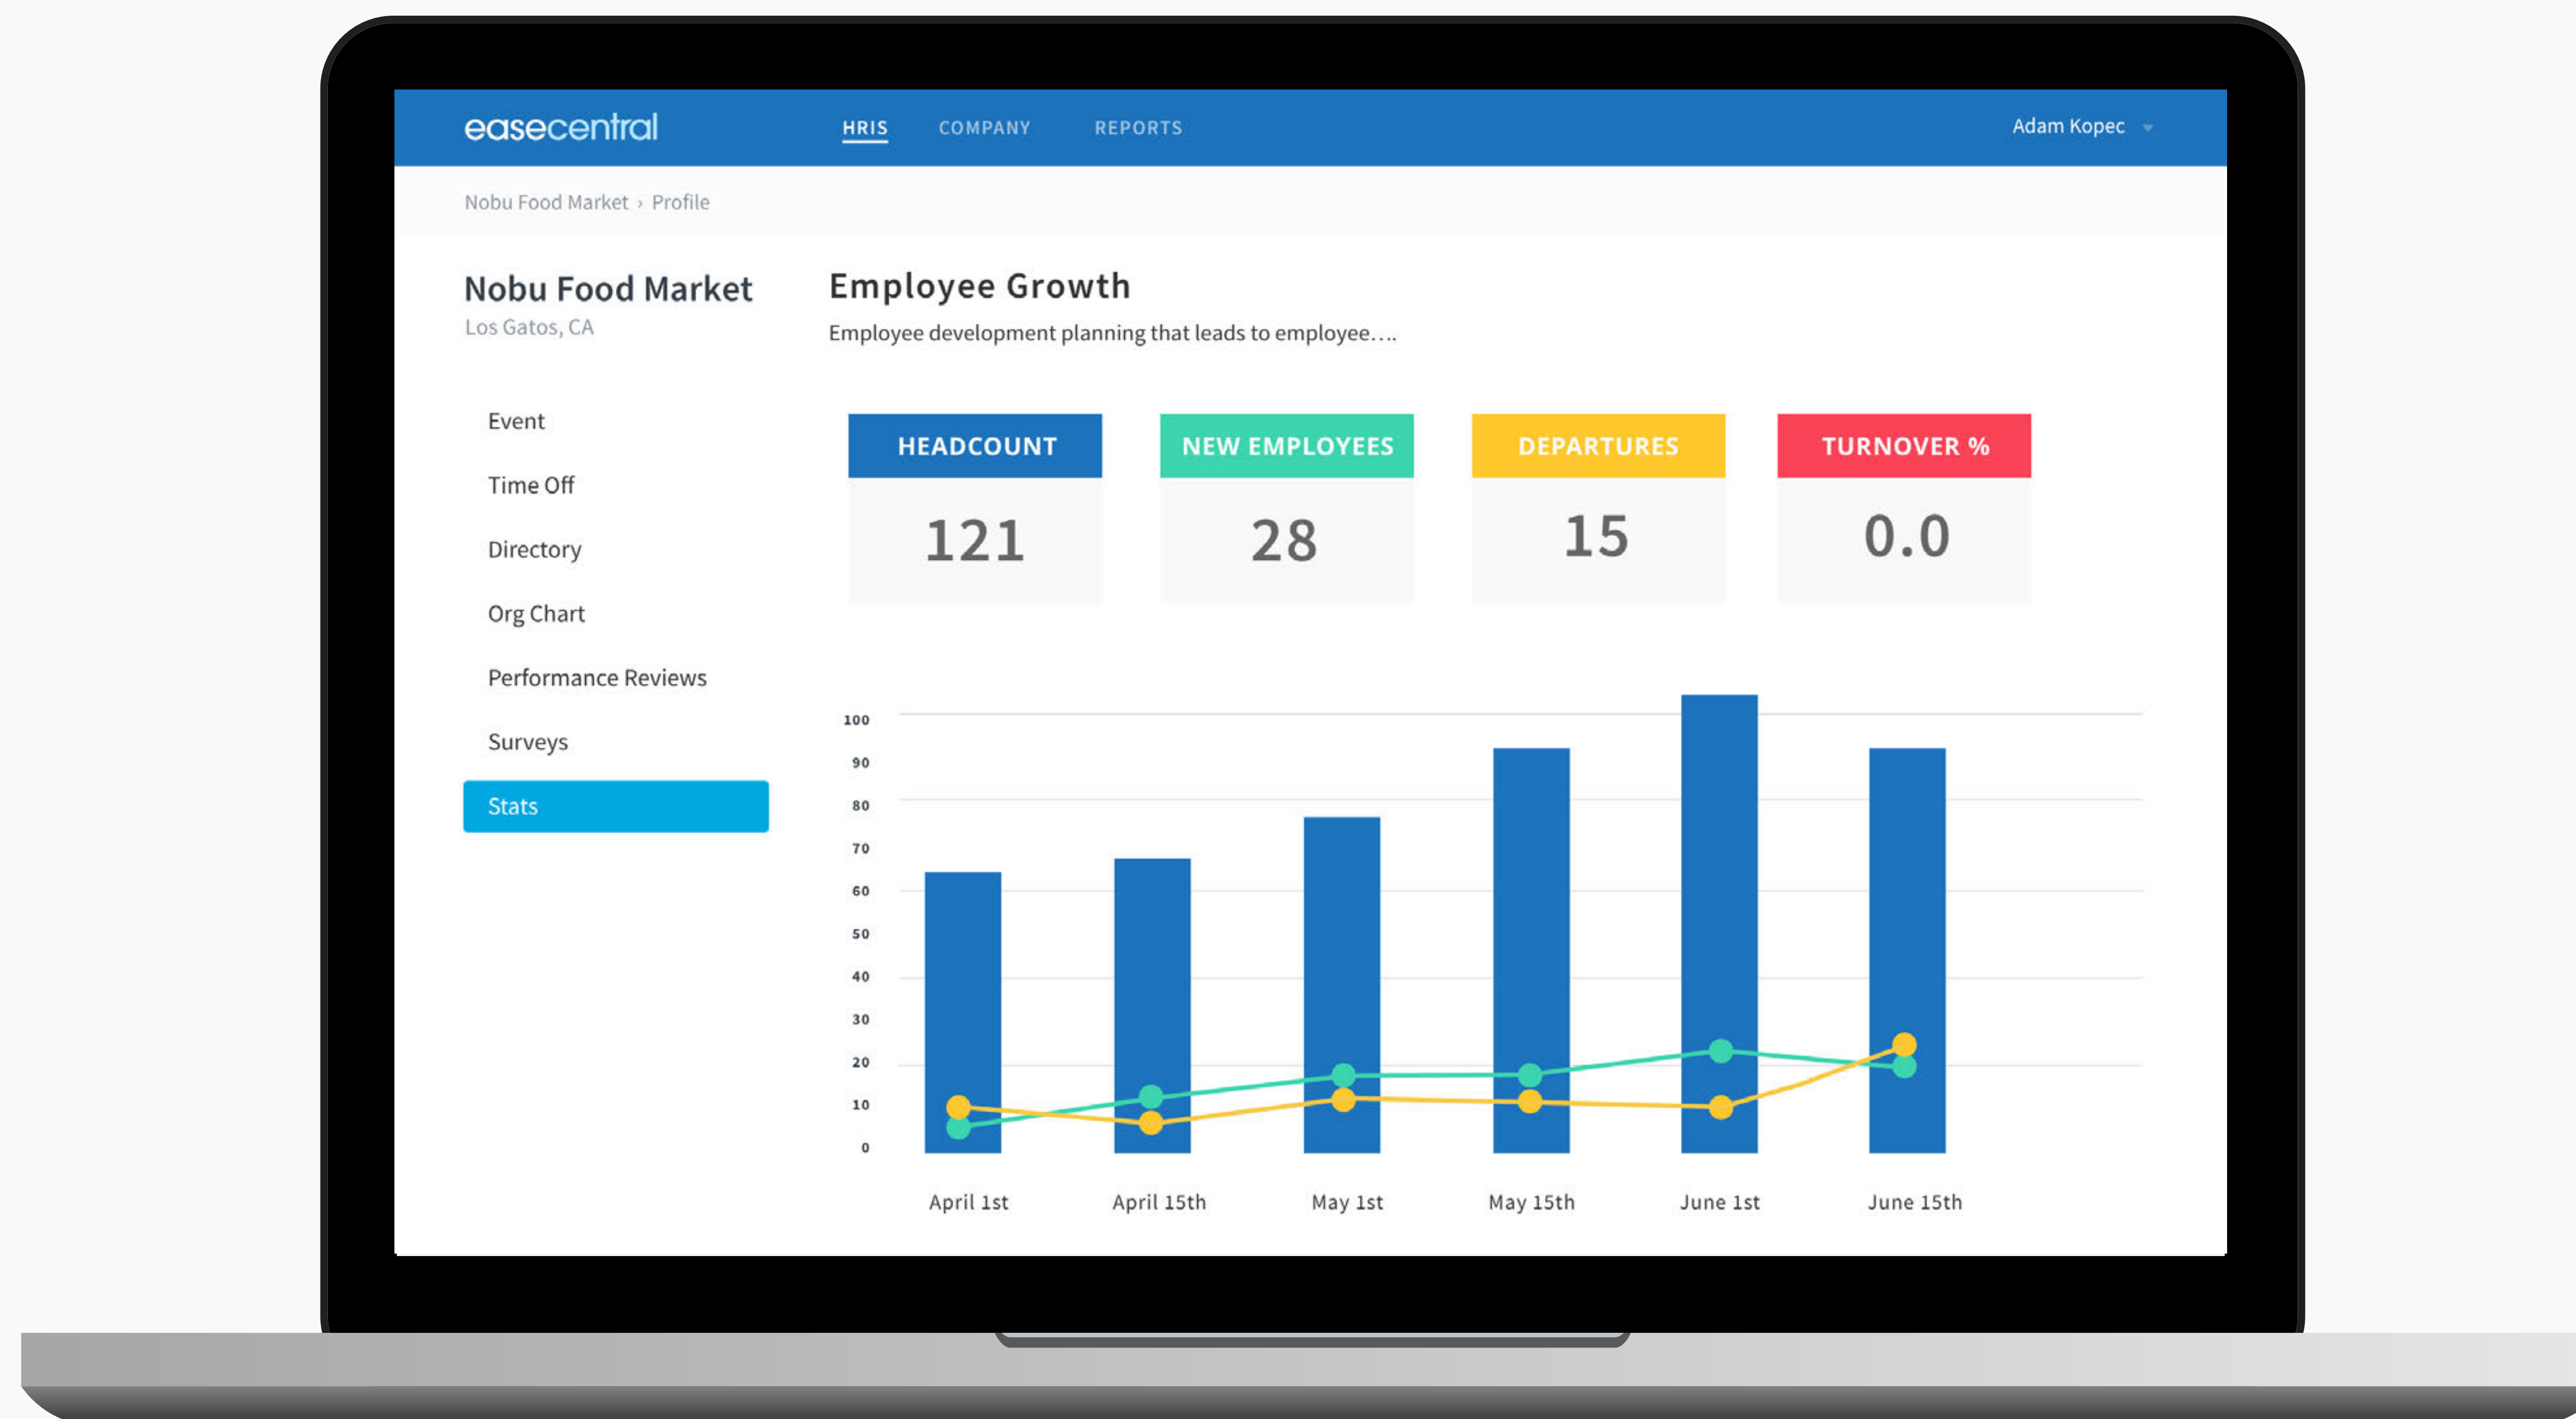 easecentral
HRIS COMPANY REPORTS
Adam Kopec
Nobu Food Market › Profile
Nobu Food Market
Los Gatos, CA
Event
Time Off
Directory
Org Chart
Performance Reviews
Surveys
Stats
Employee Growth
Employee development planning that leads to employee....
HEADCOUNT
121
NEW EMPLOYEES
28
DEPARTURES
15
TURNOVER %
0.0
100
90
80
70
60
50
40
30
20
10
0
April 1st April 15th May 1st May 15th June 1st June 15th